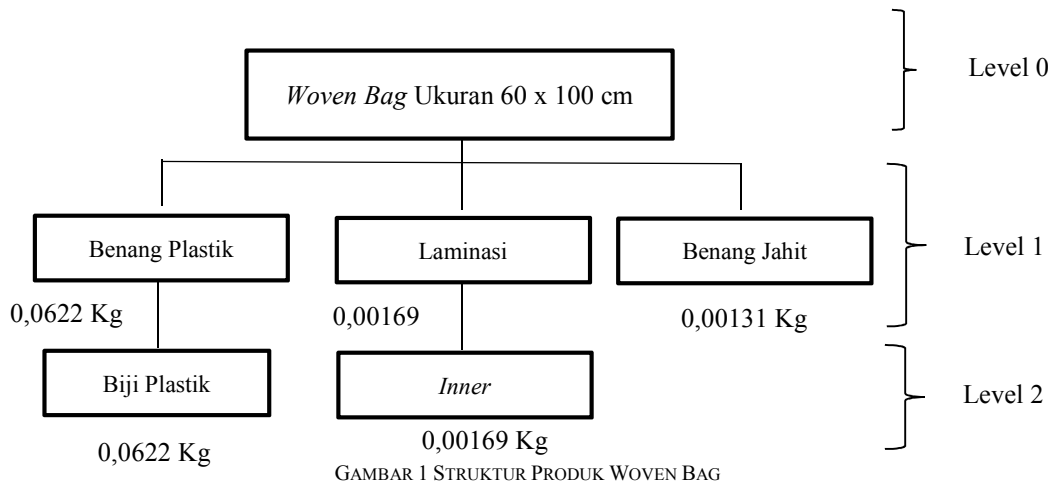 Level 0
Woven Bag Ukuran 60 x 100 cm
Benang Plastik
Laminasi
Benang Jahit
Level 1
0,0622 Kg
0,00169
0,00131 Kg
Biji Plastik
Inner
Level 2
0,0622 Kg
0,00169 Kg
GAMBAR 1 STRUKTUR PRODUK WOVEN BAG